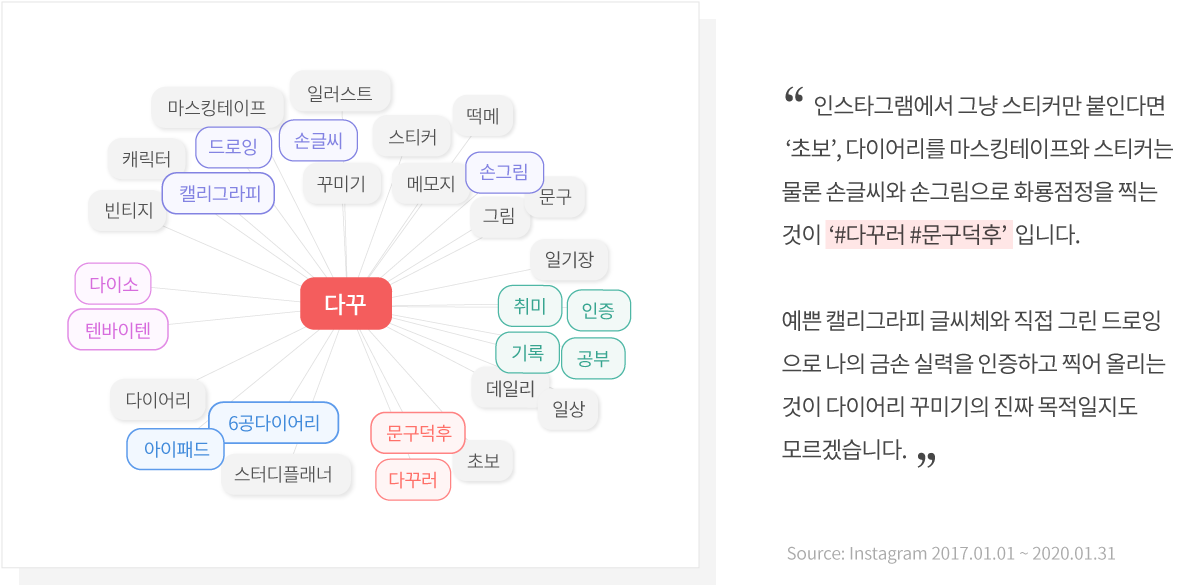 일러스트
마스킹테이프
떡메
드로잉
손글씨
스티커
캐릭터
손그림
꾸미기
메모지
캘리그라피
문구
빈티지
그림
일기장
다이소
다꾸
취미
인증
텐바이텐
기록
공부
데일리
다이어리
일상
6공다이어리
문구덕후
아이패드
초보
스터디플래너
다꾸러
“ 인스타그램에서 그냥 스티커만 붙인다면
‘초보’, 다이어리를 마스킹테이프와 스티커는
물론 손글씨와 손그림으로 화룡점정을 찍는
것이 ‘#다꾸러 #문구덕후’ 입니다.
예쁜 캘리그라피 글씨체와 직접 그린 드로잉
으로 나의 금손 실력을 인증하고 찍어 올리는
것이 다이어리 꾸미기의 진짜 목적일지도
모르겠습니다. ”
Source: Instagram 2017.01.01 ~ 2020.01.31